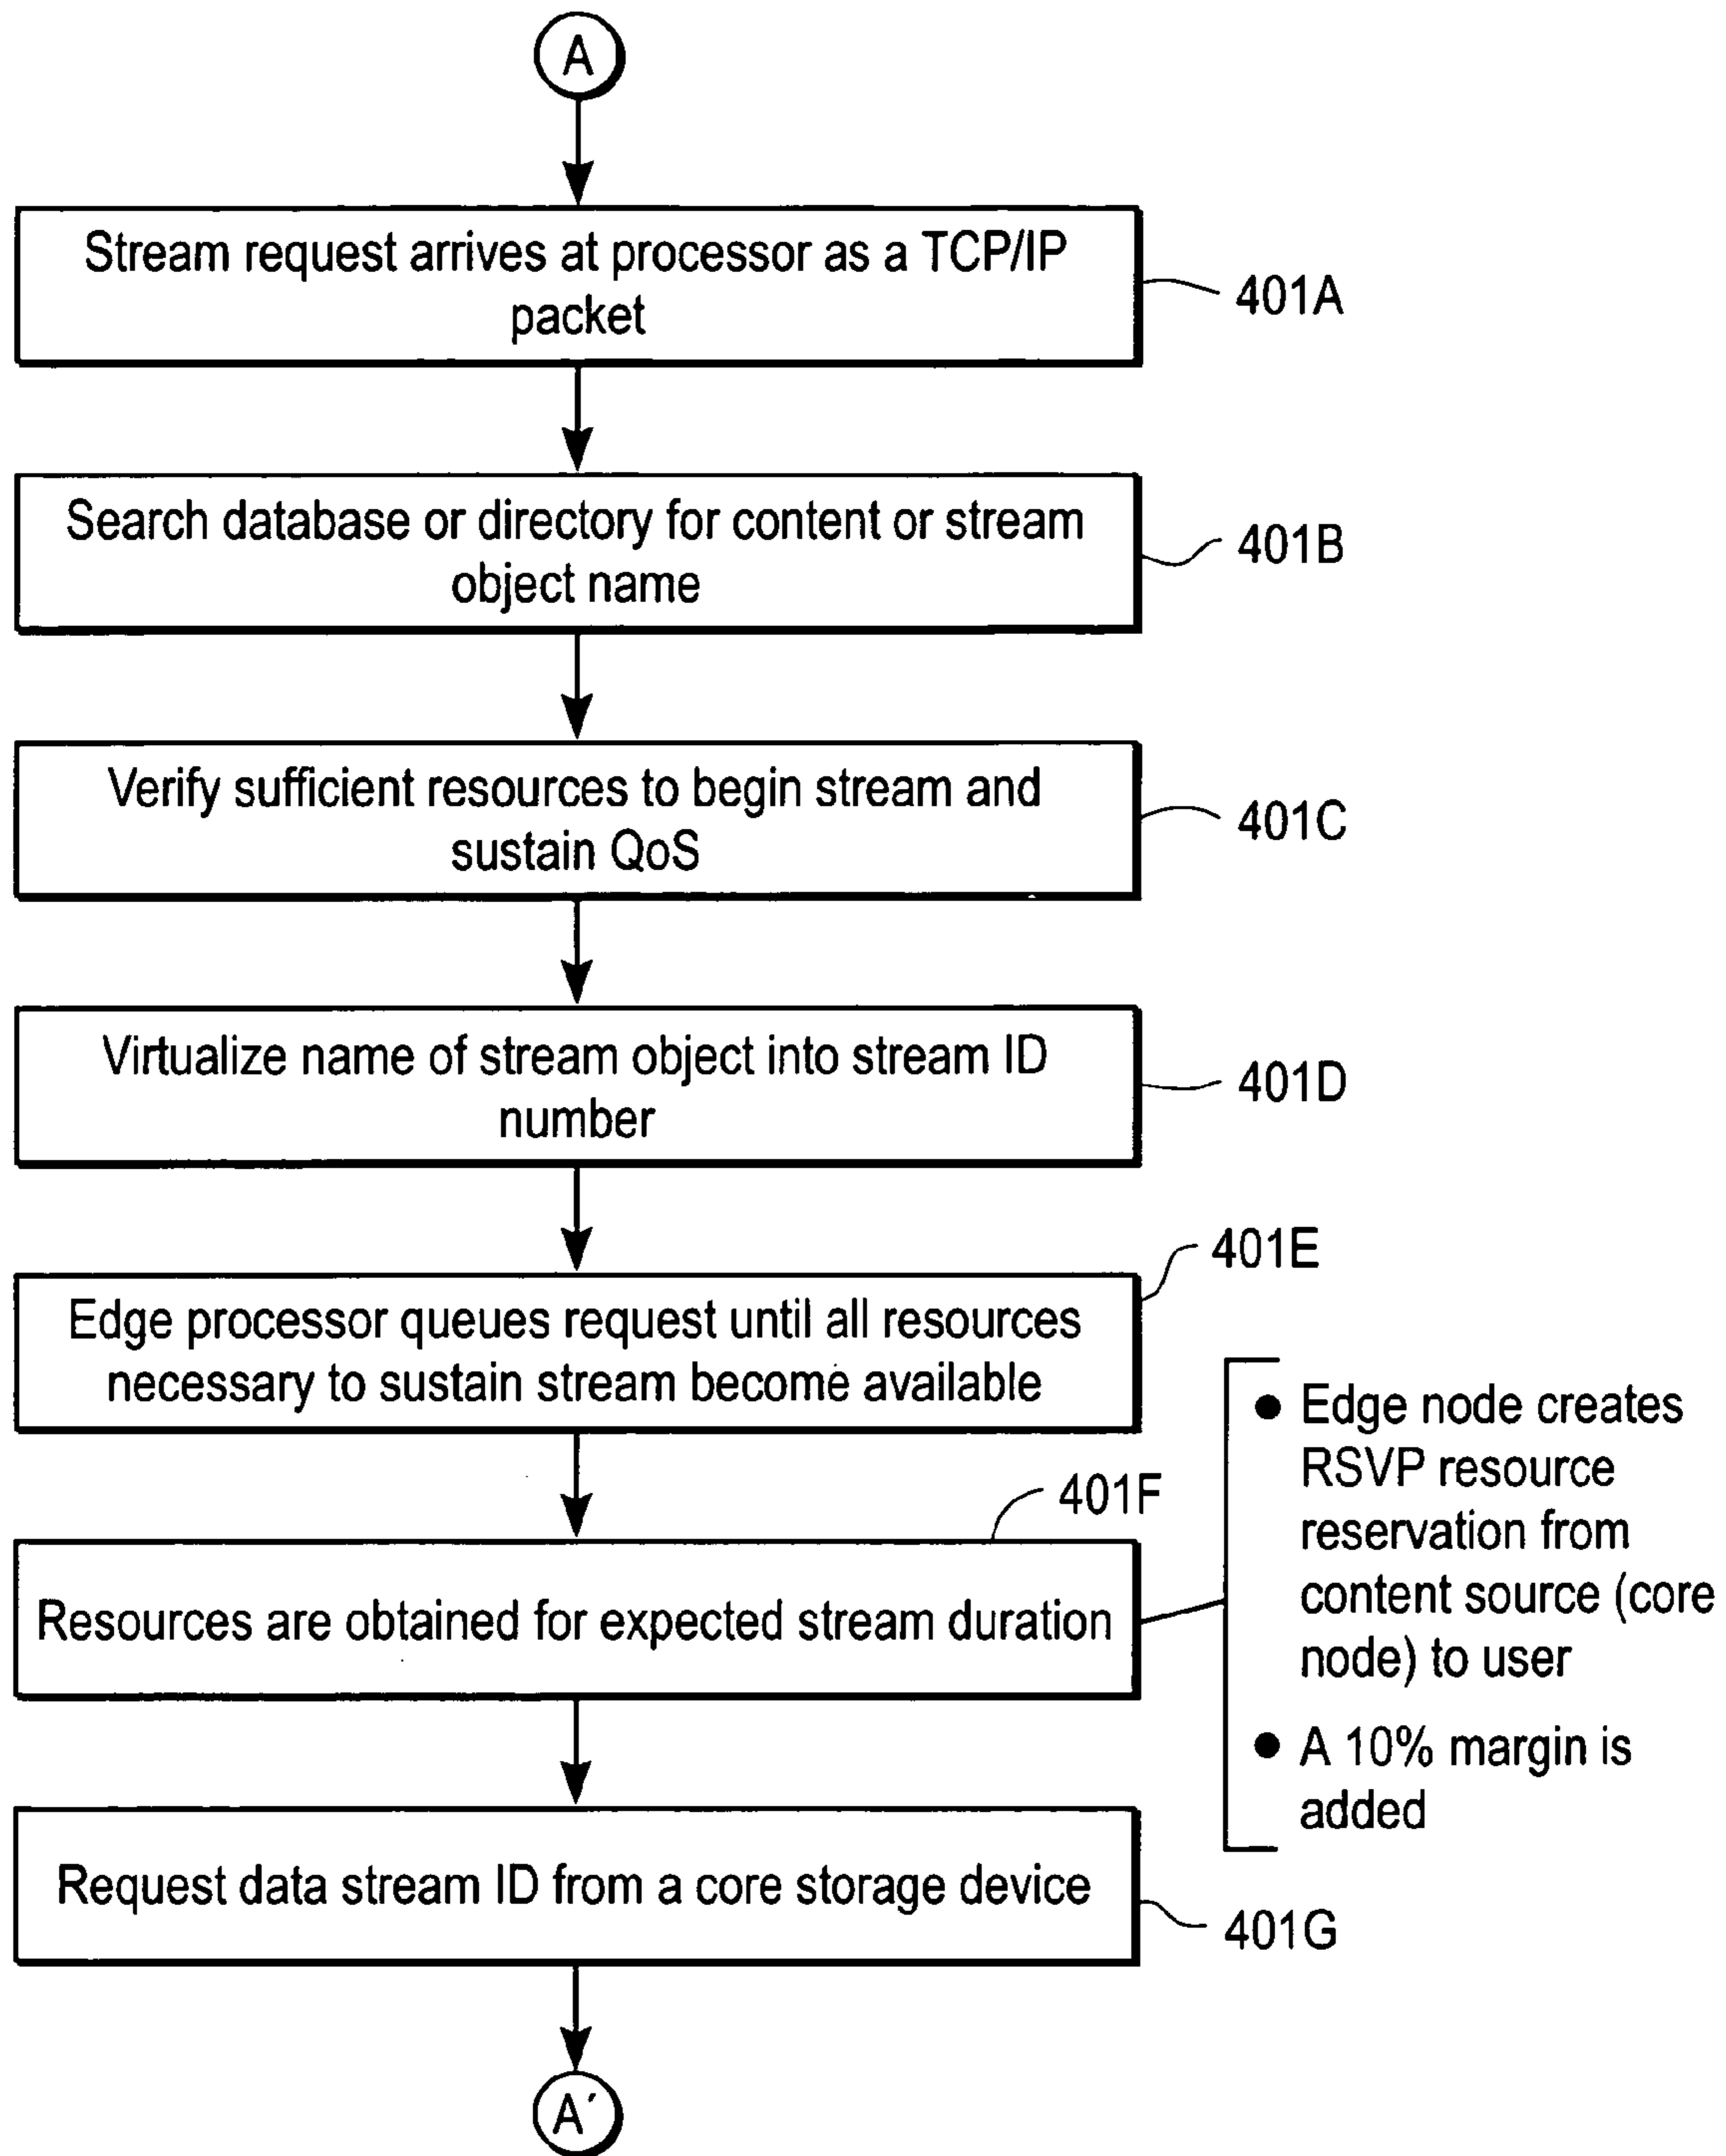 A
Stream request arrives at processor as a TCP/IP
packet
401A
Search database or directory for content or stream
object name
401B
Verify sufficient resources to begin stream and
sustain QoS
401C
Virtualize name of stream object into stream ID
number
401D
401E
Edge processor queues request until all resources
necessary to sustain stream become available
401F
Resources are obtained for expected stream duration
● Edge node creates
RSVP resource
reservation from
content source (core
node) to user
● A 10% margin is
added
Request data stream ID from a core storage device
401G
A´